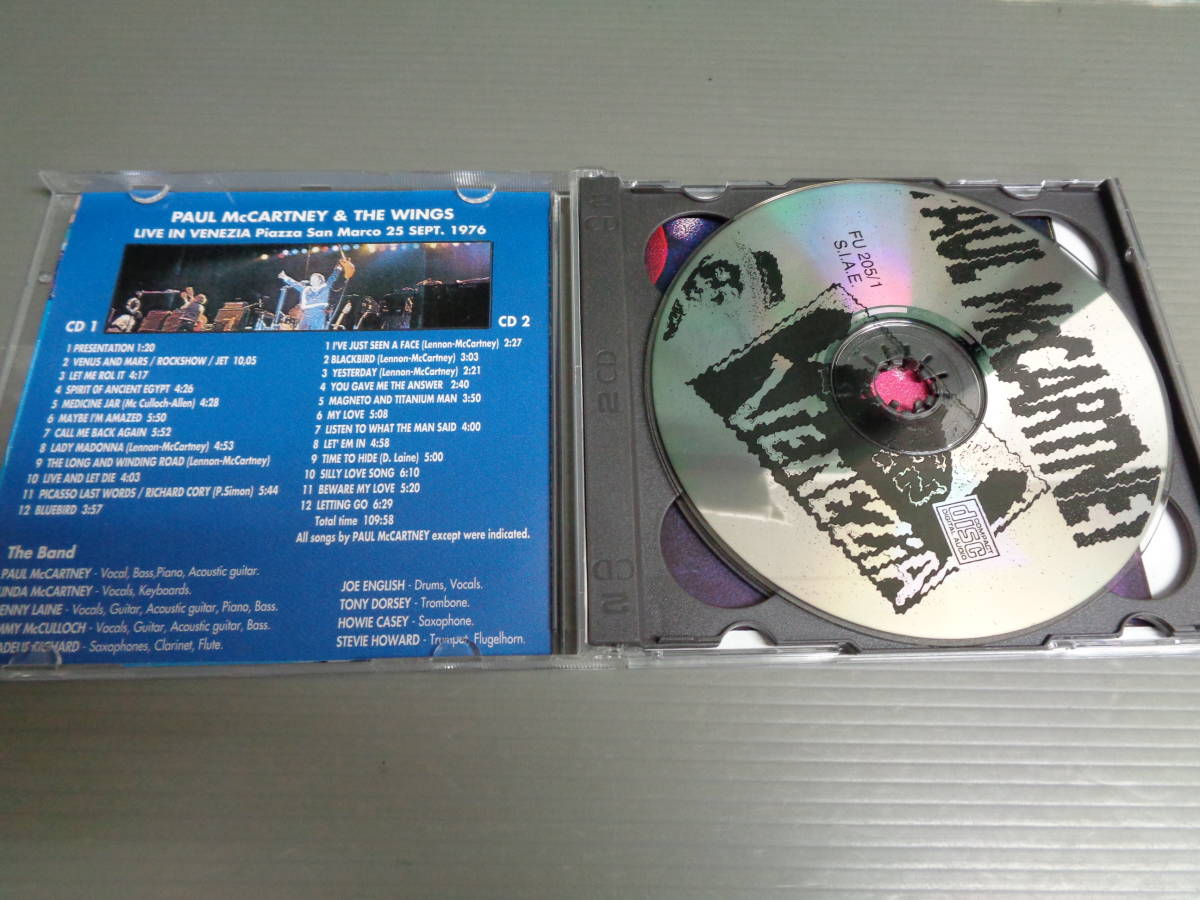 PAUL McCARTNEY & THE WINGS
LIVE IN VENEZIA Piazza San Marco 25 SEPT. 1976
CD 1
1 PRESENTATION 1:20
2 VENUS AND MARS / ROCKSHOW / JET 10,05
3 LET ME ROL IT 4:17
4 SPIRIT OF ANCIENT EGYPT 4:26
5 MEDICINE JAR (Mc Culloch-Allen) 4:28
6 MAYBE I'M AMAZED 5:50
7 CALL ME BACK AGAIN 5:52
8 LADY MADONNA (Lennon-McCartney) 4:53
9 THE LONG AND WINDING ROAD (Lennon-McCartney)
10 LIVE AND LET DIE 4:03
11 PICASSO LAST WORDS / RICHARD CORY (P.Simon) 5:44
12 BLUEBIRD 3:57
CD 2
1 I'VE JUST SEEN A FACE (Lennon-McCartney) 2:27
2 BLACKBIRD (Lennon-McCartney) 3:03
3 YESTERDAY (Lennon-McCartney) 2:21
4 YOU GAVE ME THE ANSWER 2:40
5 MAGNETO AND TITANIUM MAN 3:50
6 MY LOVE 5:08
7 LISTEN TO WHAT THE MAN SAID 4:00
8 LET' EM IN 4:58
9 TIME TO HIDE (D. Laine) 5:00
10 SILLY LOVE SONG 6:10
11 BEWARE MY LOVE 5:20
12 LETTING GO 6:29
Total time 109:58
All songs by PAUL McCARTNEY except were indicated.
The Band
PAUL McCARTNEY - Vocal, Bass,Piano, Acoustic guitar.
LINDA McCARTNEY - Vocals, Keyboards.
ENNY LAINE - Vocals, Guitar, Acoustic guitar, Piano, Bass.
MMY McCULLOCH - Vocals, Guitar, Acoustic guitar, Bass.
- Saxophones, Clarinet, Flute.
JOE ENGLISH - Drums, Vocals.
TONY DORSEY - Trombone.
HOWIE CASEY - Saxophone.
STEVIE HOWARD - Trumpet, Flugelhorn.
2 CD
FU 205/1
S.I.A.E.
PAUL McCARTNEY
VENEZIA
COMPACT
disc
DIGITAL AUDIO